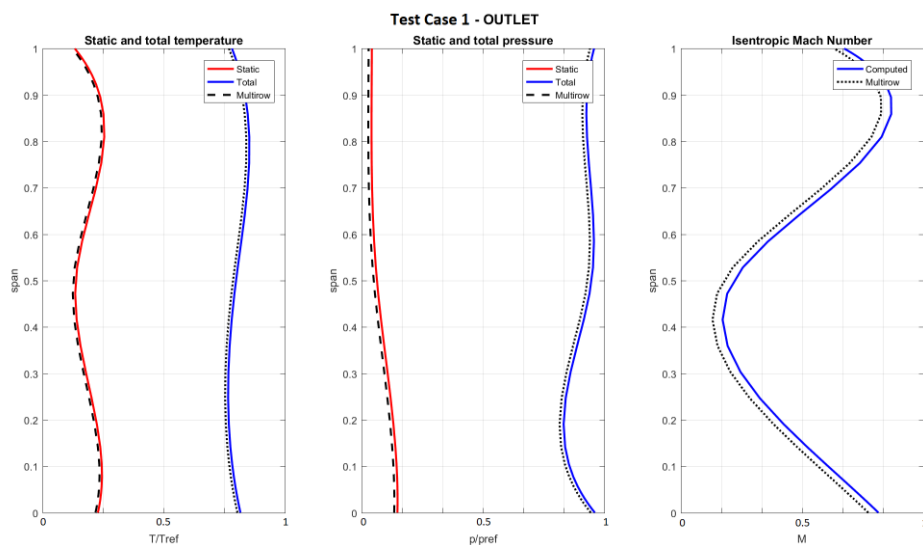 Test Case 1 - OUTLET
Static and total temperature
Static
Total
Multirow
span
1
0.9
0.8
0.7
0.6
0.5
0.4
0.3
0.2
0.1
0
0
0.5
1
T/Tref
Static and total pressure
Static
Total
Multirow
span
1
0.9
0.8
0.7
0.6
0.5
0.4
0.3
0.2
0.1
0
0
0.5
1
p/pref
Isentropic Mach Number
Computed
Multirow
span
1
0.9
0.8
0.7
0.6
0.5
0.4
0.3
0.2
0.1
0
0
0.5
M